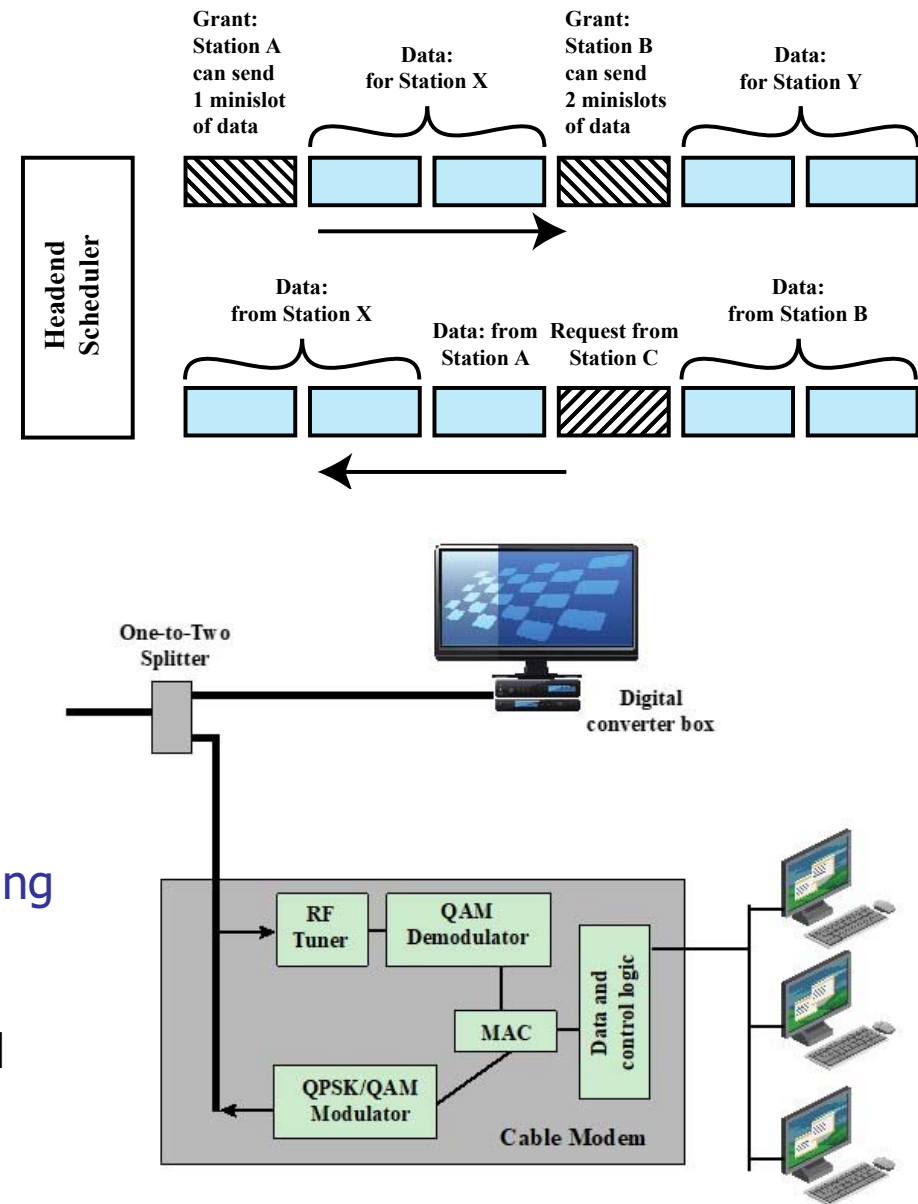 Grant:
Station A
can send
1 minislot
of data
Data:
for Station X
Grant:
Station B
can send
2 minislots
of data
Data:
for Station Y
Headend
Scheduler
Data:
from Station X
Data: from
Station A
Request from
Station C
Data:
from Station B
One-to-Two
Splitter
Digital
converter box
ng
RF
Tuner
QAM
Demodulator
Data and
control logic
MAC
QPSK/QAM
Modulator
Cable Modem